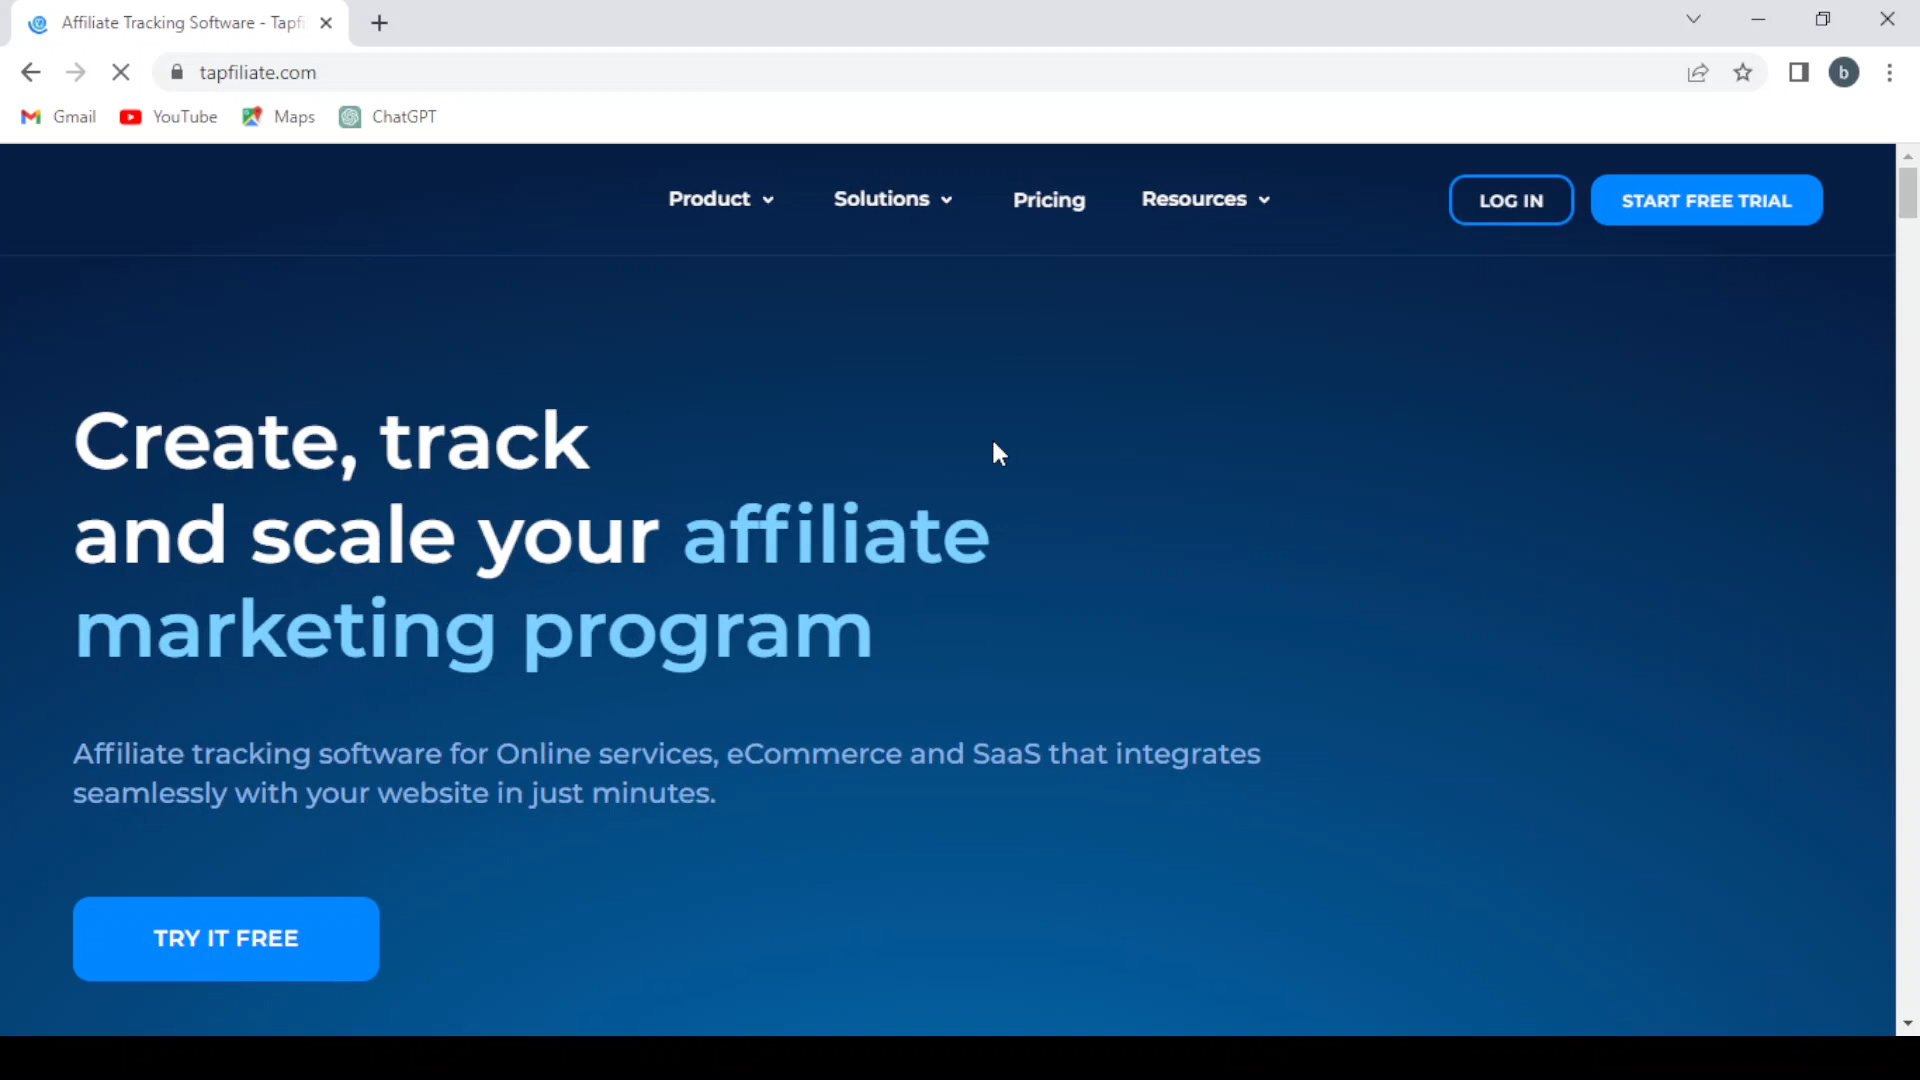 Affiliate Tracking Software - Tapfi
tapfiliate.com
b
Gmail
YouTube
Maps
ChatGPT
Product
Solutions
Pricing
Resources
LOG IN
START FREE TRIAL
Create, track
and scale your affiliate
marketing program
Affiliate tracking software for Online services, eCommerce and SaaS that integrates
seamlessly with your website in just minutes.
TRY IT FREE